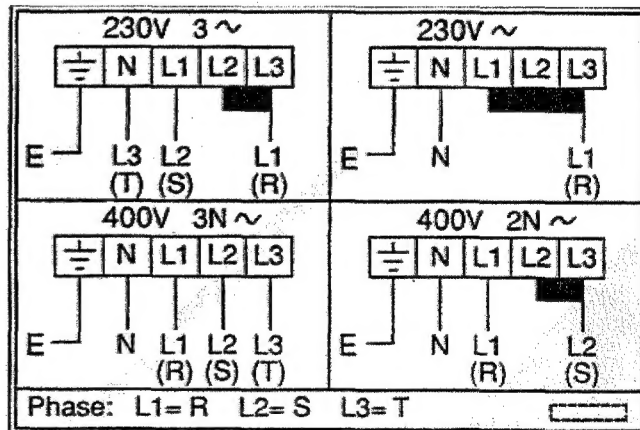 230V 3～
N L1 L2 L3
E L3 L2 L1
(T) (S) (R)
230V～
N L1 L2 L3
E N L1
(R)
400V 3N～
N L1 L2 L3
E N L1 L2 L3
(R) (S) (T)
400V 2N～
N L1 L2 L3
E N L1 L2
(R) (S)
Phase: L1= R L2= S L3= T